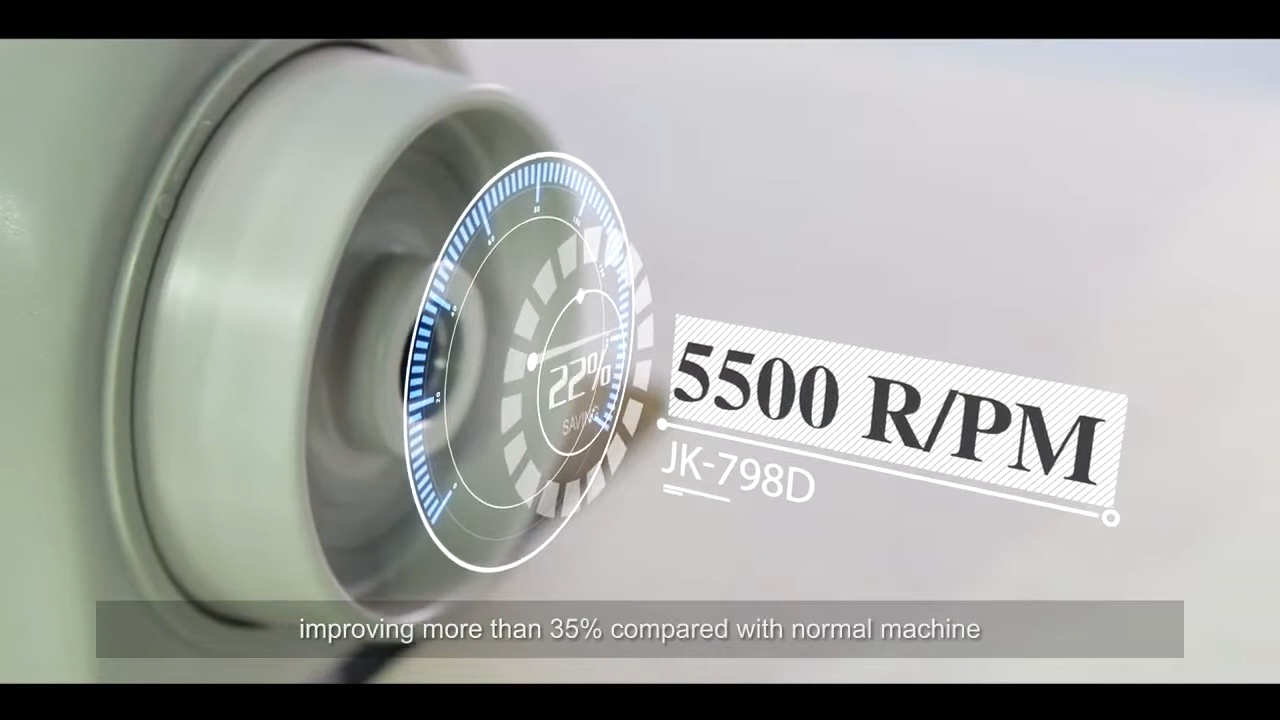 22%
SAVING
5500 R/PM
JK-798D
improving more than 35% compared with normal machine